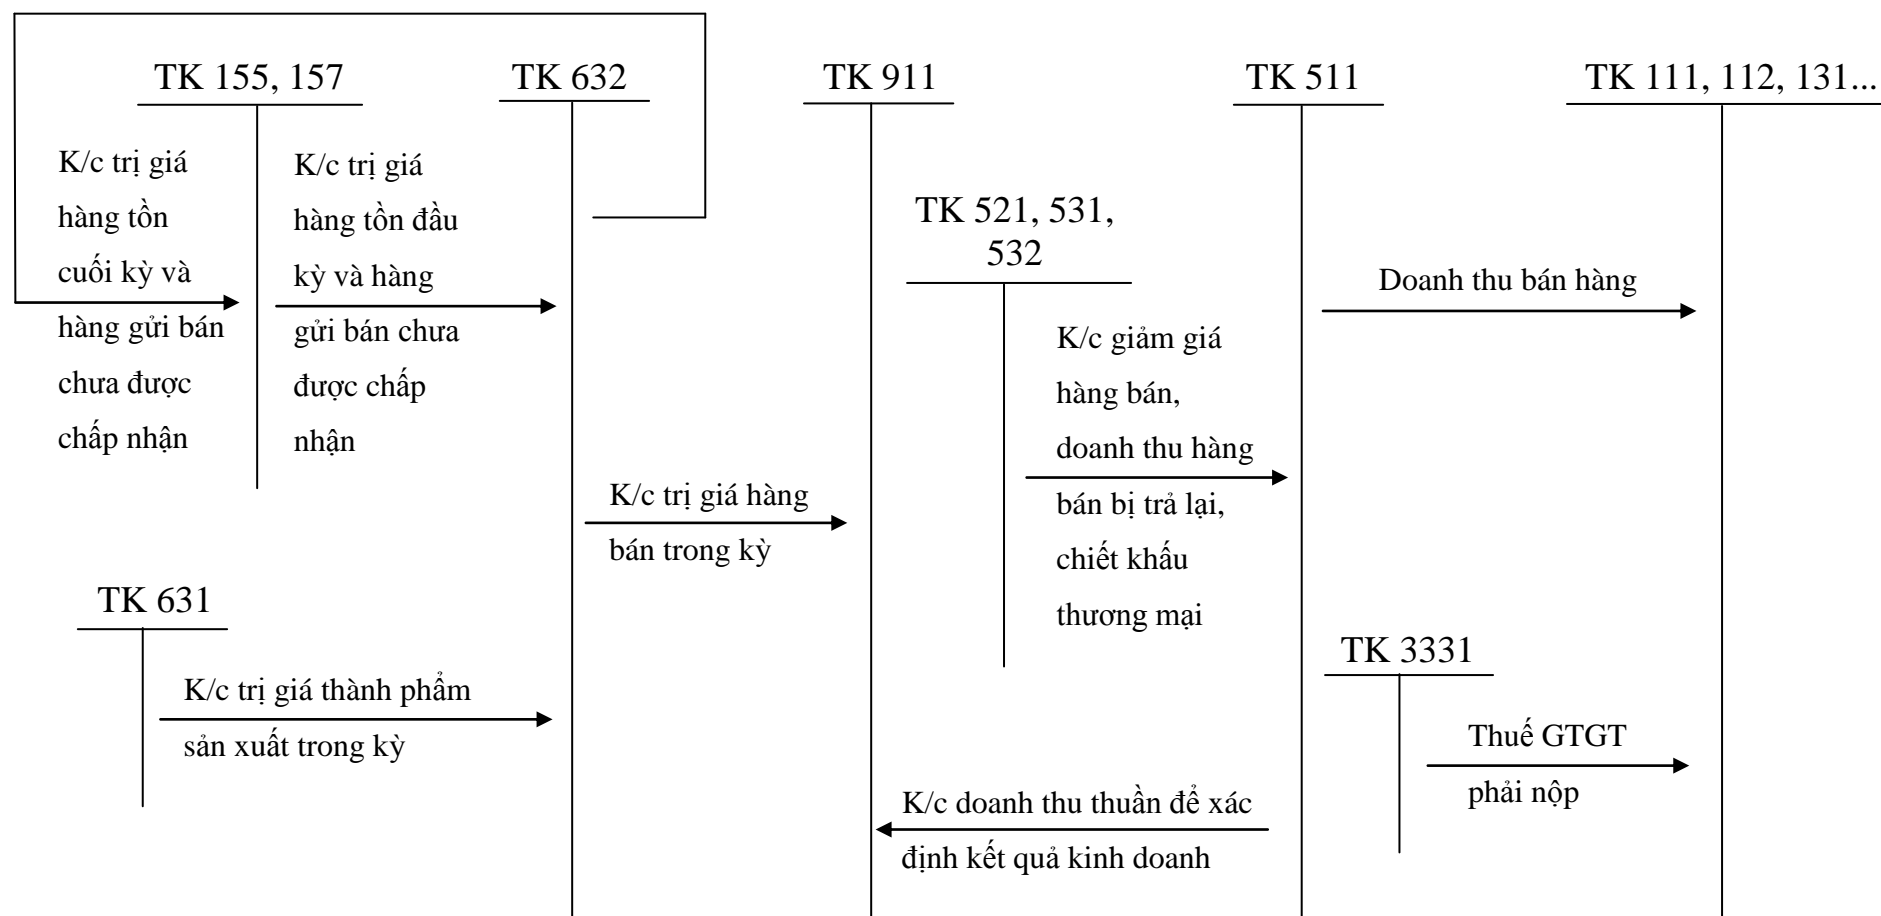 TK 155, 157
TK 632
TK 911
TK 511
TK 111, 112, 131...
K/c trị giá
hàng tồn
cuối kỳ và
hàng gửi bán
chưa được
chấp nhận
K/c trị giá
hàng tồn đầu
kỳ và hàng
gửi bán chưa
được chấp
nhận
TK 521, 531,
532
K/c giảm giá
hàng bán,
doanh thu hàng
bán bị trả lại,
chiết khấu
thương mại
Doanh thu bán hàng
K/c trị giá hàng
bán trong kỳ
TK 631
K/c trị giá thành phẩm
sản xuất trong kỳ
TK 3331
Thuế GTGT
phải nộp
K/c doanh thu thuần để xác
định kết quả kinh doanh